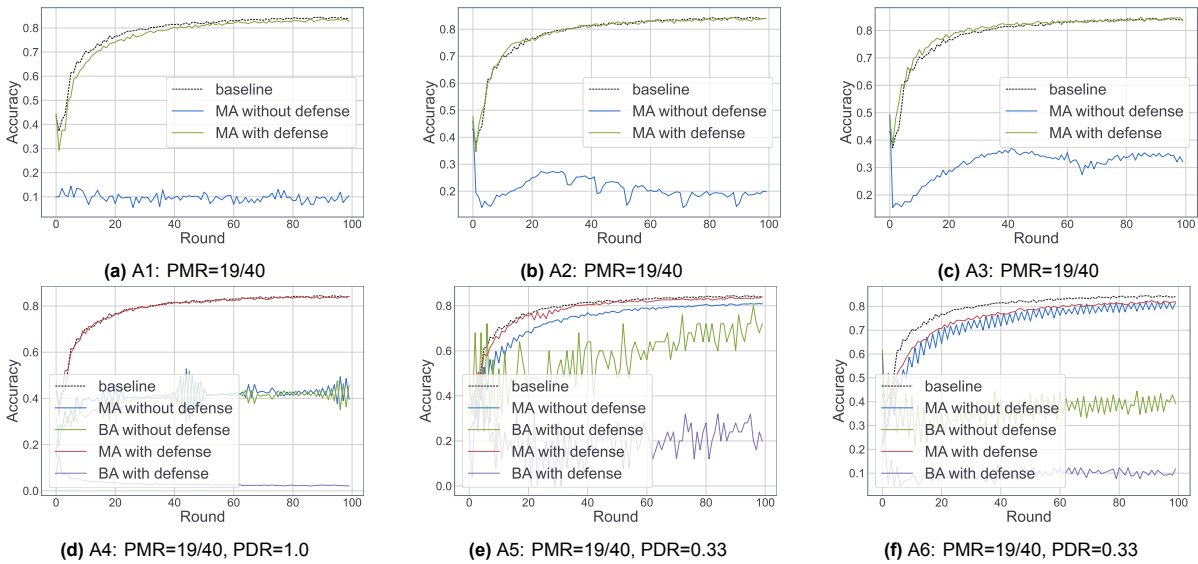 Accuracy
0.8
0.7
0.6
0.5
0.4
0.3
0.2
0.1
baseline
MA without defense
MA with defense
0 20 40 60 80 100
Round
(a) A1: PMR=19/40
Accuracy
0.8
0.7
0.6
0.5
0.4
0.3
0.2
baseline
MA without defense
MA with defense
0 20 40 60 80 100
Round
(b) A2: PMR=19/40
Accuracy
0.8
0.7
0.6
0.5
0.4
0.3
0.2
baseline
MA without defense
MA with defense
0 20 40 60 80 100
Round
(c) A3: PMR=19/40
Accuracy
0.8
0.6
0.4
0.2
0.0
baseline
MA without defense
BA without defense
MA with defense
BA with defense
0 20 40 60 80 100
Round
(d) A4: PMR=19/40, PDR=1.0
Accuracy
0.8
0.6
0.4
0.2
0.0
baseline
MA without defense
BA without defense
MA with defense
BA with defense
0 20 40 60 80 100
Round
(e) A5: PMR=19/40, PDR=0.33
Accuracy
0.8
0.7
0.6
0.5
0.4
0.3
0.2
0.1
baseline
MA without defense
BA without defense
MA with defense
BA with defense
0 20 40 60 80 100
Round
(f) A6: PMR=19/40, PDR=0.33